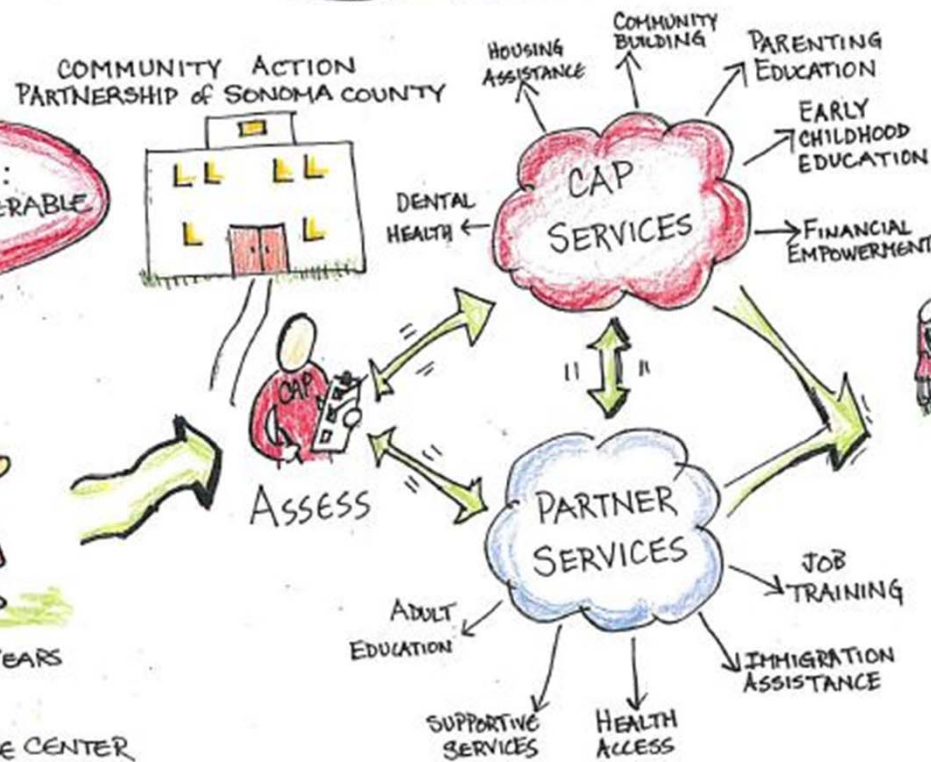 COMMUNITY ACTION
PARTNERSHIP of SONOMA COUNTY
ERABLE
HOUSING
ASSISTANCE
COMMUNITY
BUILDING
PARENTING
EDUCATION
EARLY
CHILDHOOD
EDUCATION
FINANCIAL
EMPOWERMENT
DENTAL
HEALTH
CAP
SERVICES
CAP
ASSESS
PARTNER
SERVICES
JOB
TRAINING
IMMIGRATION
ASSISTANCE
HEALTH
ACCESS
SUPPORTIVE
SERVICES
ADULT
EDUCATION
EARS
E CENTER